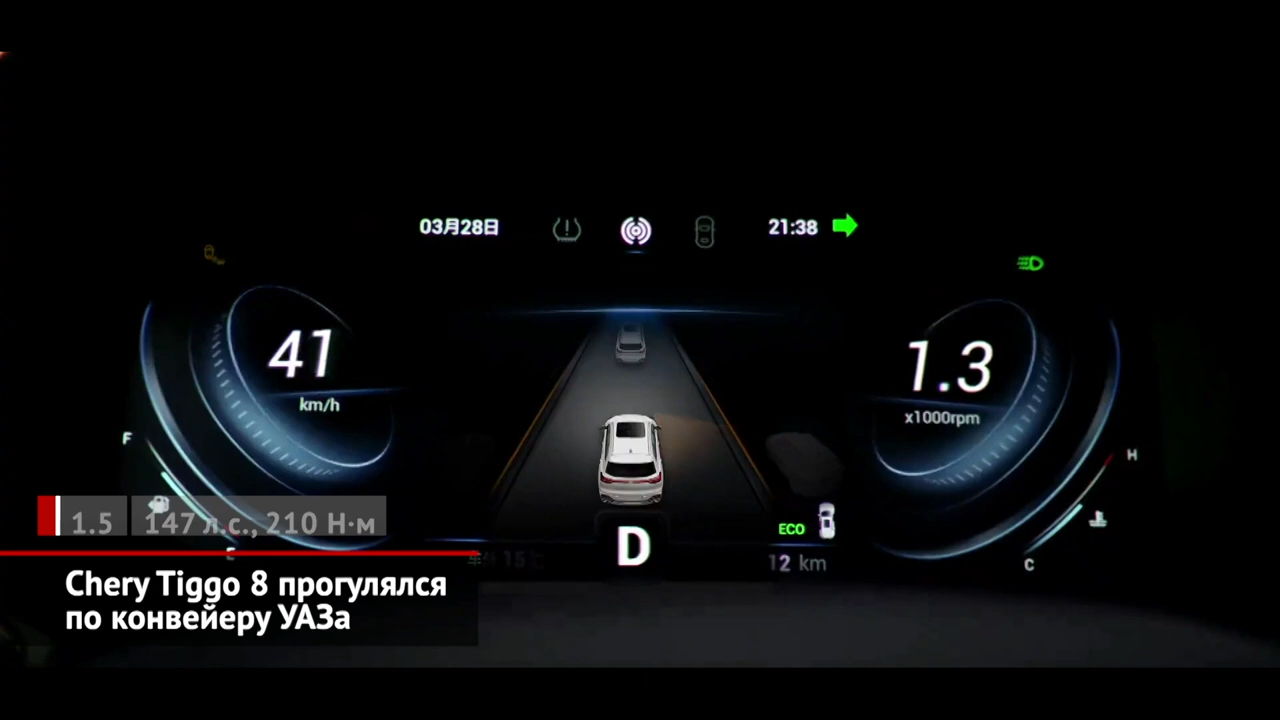 03月28日
21:38
41
km/h
1.3
x1000rpm
F
H
1.5
147 л.с., 210 Н·м
ECO
D
E
12 km
C
Chery Tiggo 8 прогулялся
по конвейеру УАЗа